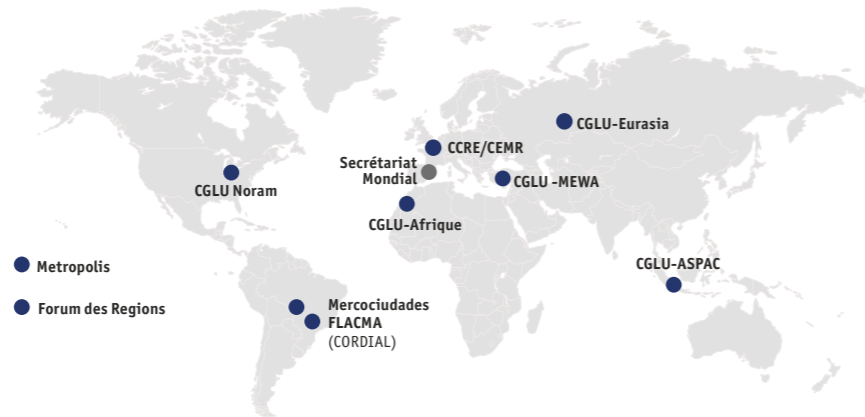 CGLU-Eurasia
CCRE/CEMR
Secrétariat
Mondial
CGLU -MEWA
CGLU Noram
CGLU-Afrique
CGLU-ASPAC
Metropolis
Forum des Regions
Mercociudades
FLACMA
(CORDIAL)